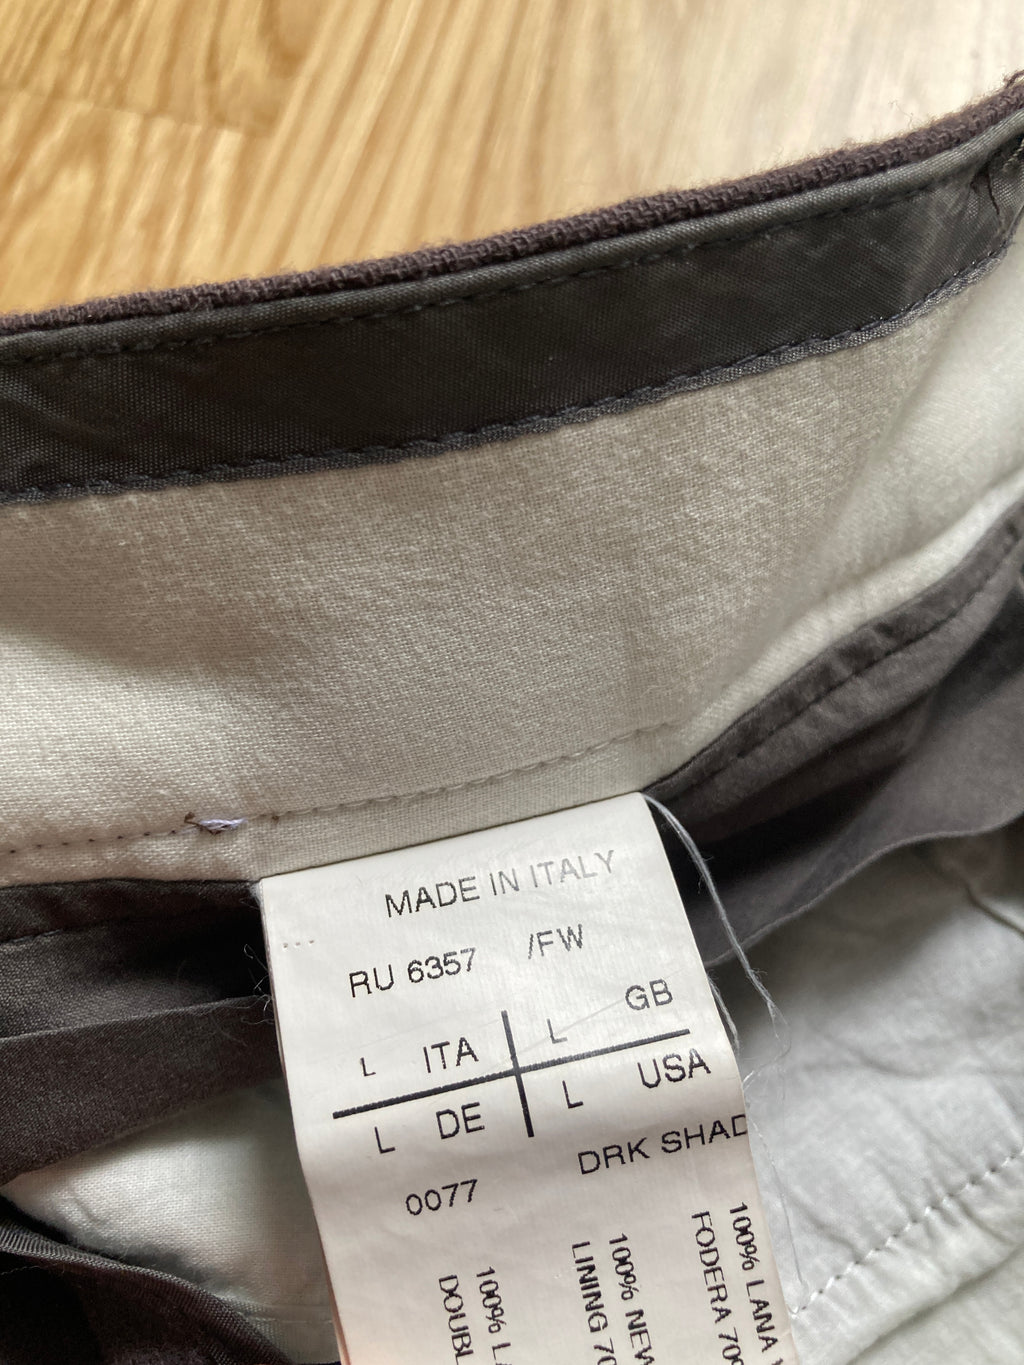 MADE IN ITALY
RU 6357 /FW
L ITA L GB
L DE L USA
DRK SHAD
0077
100% LANA
FODERA 70%
100% NEW
LINING 70
100% LA
DOUBL